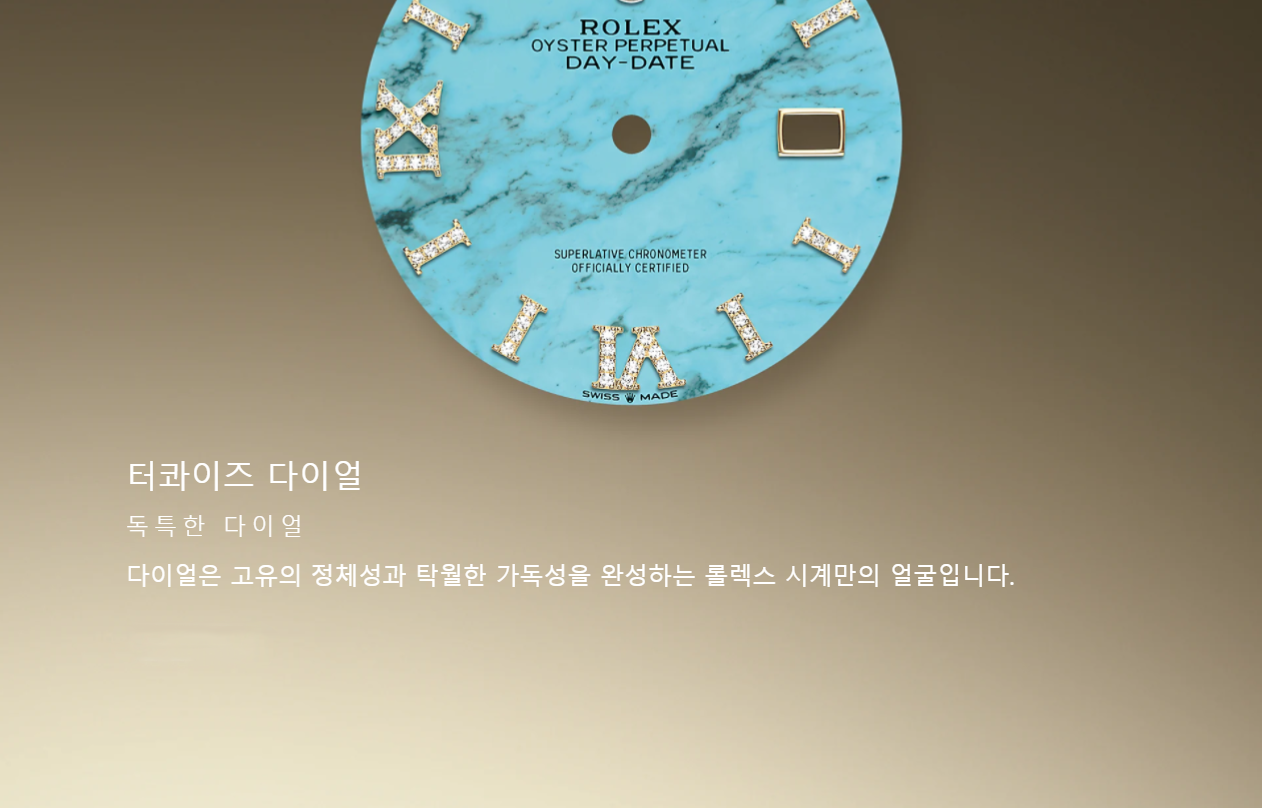 ROLEX
OYSTER PERPETUAL
DAY-DATE
IX
SUPERLATIVE CHRONOMETER
OFFICIALLY CERTIFIED
VI
SWISS MADE
터콰이즈 다이얼
독특한 다이얼
다이얼은 고유의 정체성과 탁월한 가독성을 완성하는 롤렉스 시계만의 얼굴입니다.